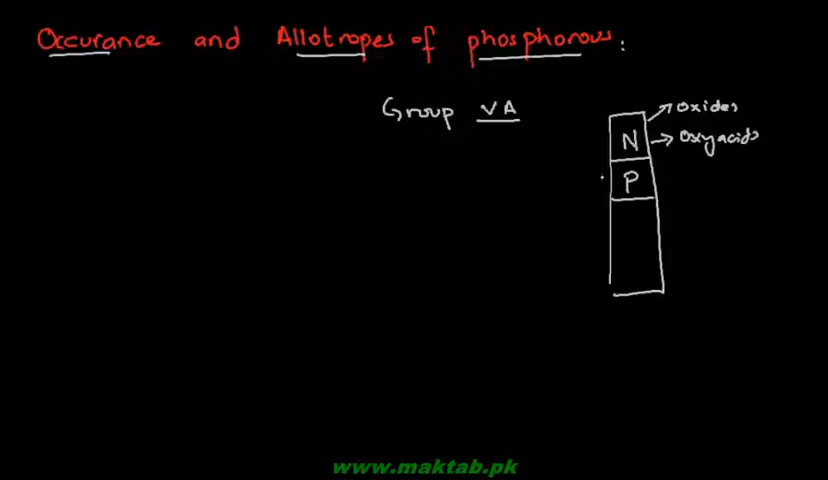 Occurance and Allotropes of phosphorous:
Group VA
Oxides
N
Oxyacids
P
www.maktab.pk